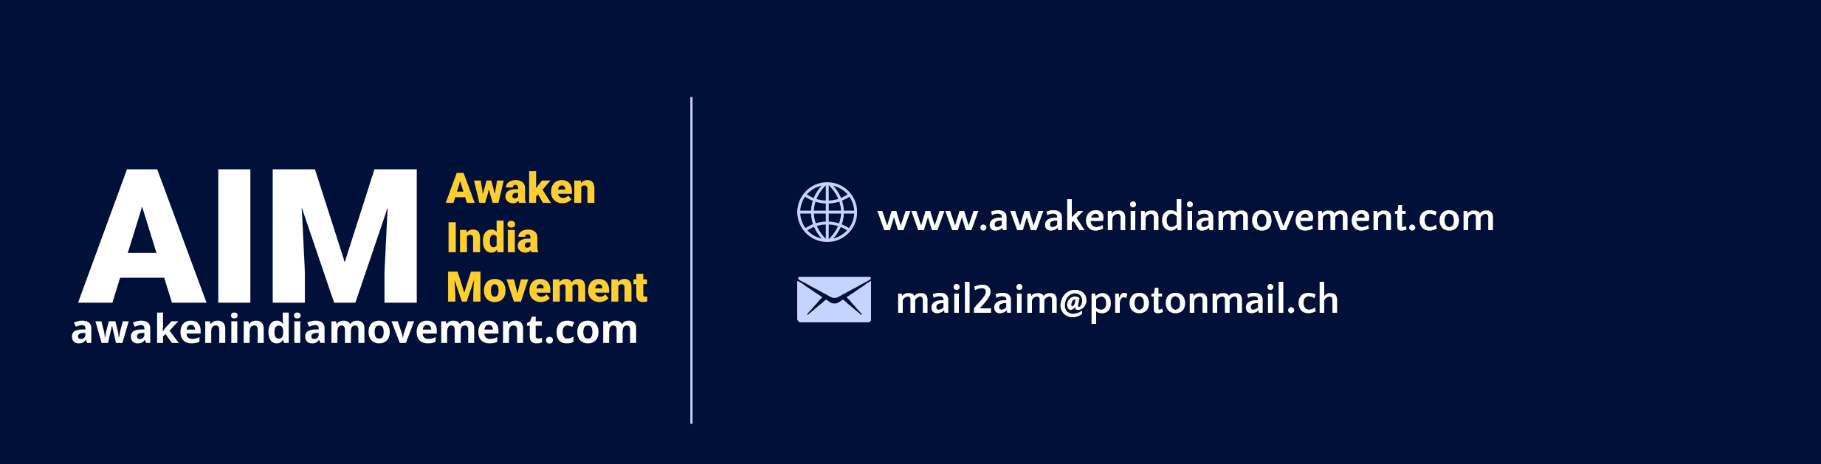 AIM
Awaken
India
Movement
awakenindiamovement.com
www.awakenindiamovement.com
mail2aim@protonmail.ch